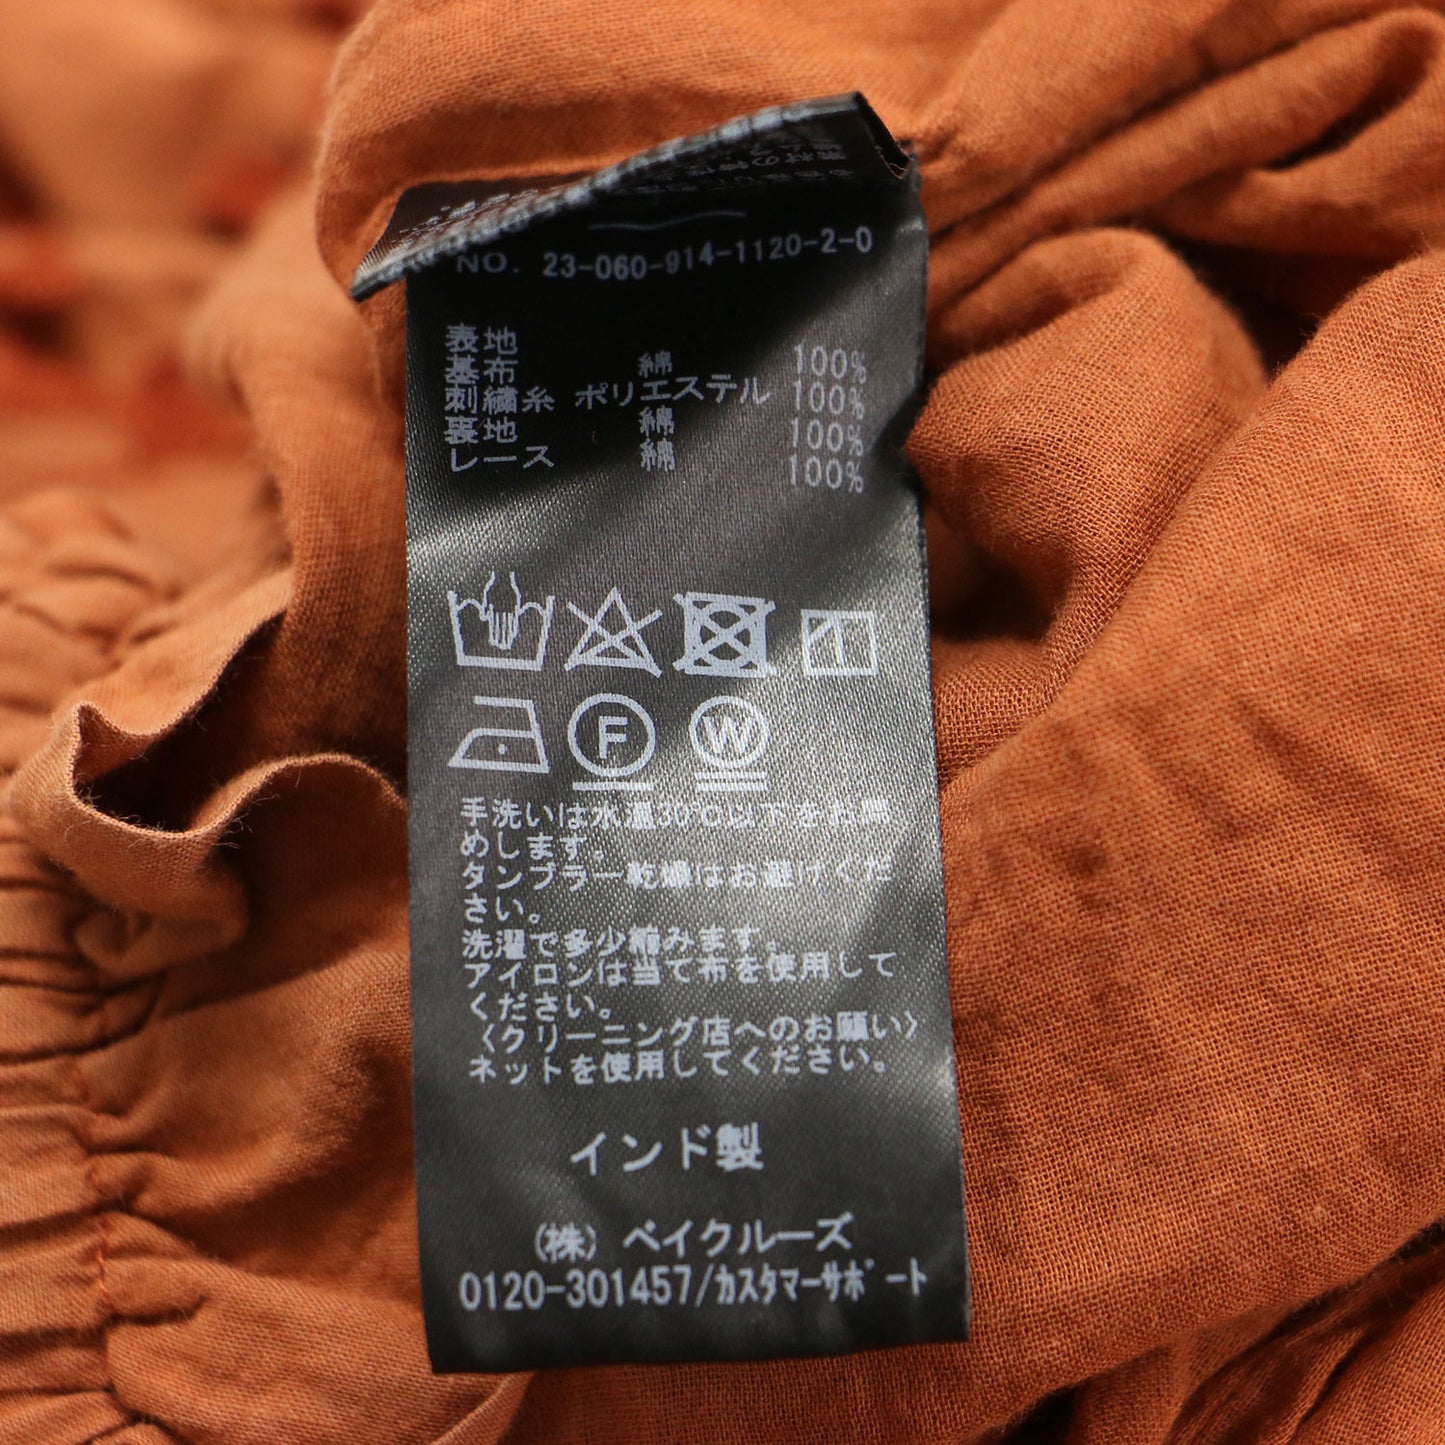 NO. 23-060-914-1120-2-0
表地
基布 綿 100%
刺繍糸 ポリエステル 100%
裏地 綿 100%
レース 綿 100%
F W
手洗いは水温30℃以下をお薦
めします。
タンブラー乾燥はお避けくだ
さい。
洗濯で多少縮みます。
アイロンは当て布を使用して
ください。
〈クリーニング店へのお願い〉
ネットを使用してください。
インド製
(株) ベイクルーズ
0120-301457/カスタマーサポート